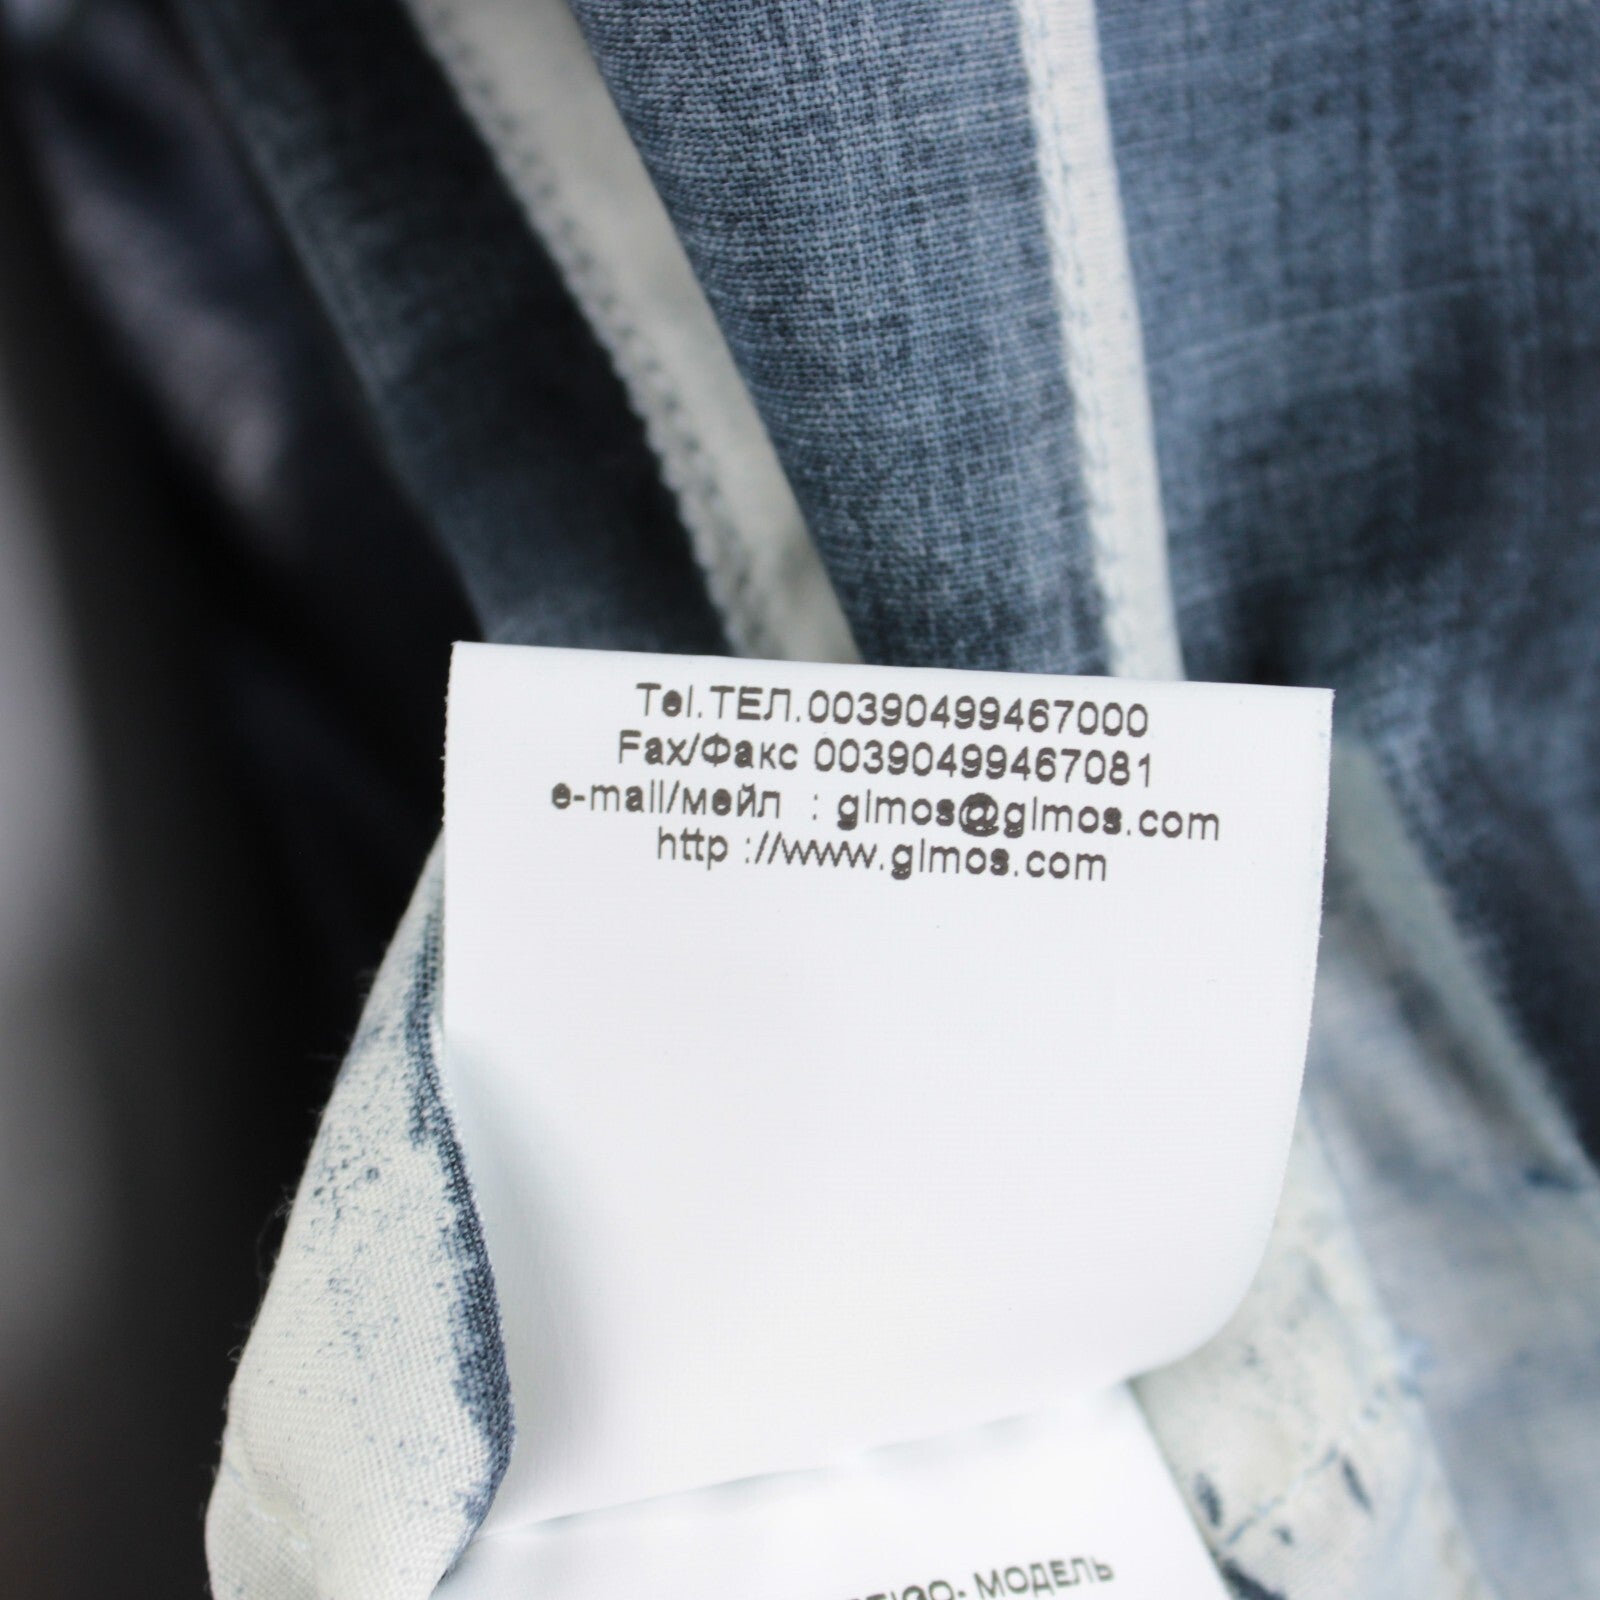 Tel.ТЕЛ.00390499467000
Fax/Факс 00390499467081
e-mail/мейл : gimos@gimos.com
http ://www.gimos.com
МОДЕЛЬ